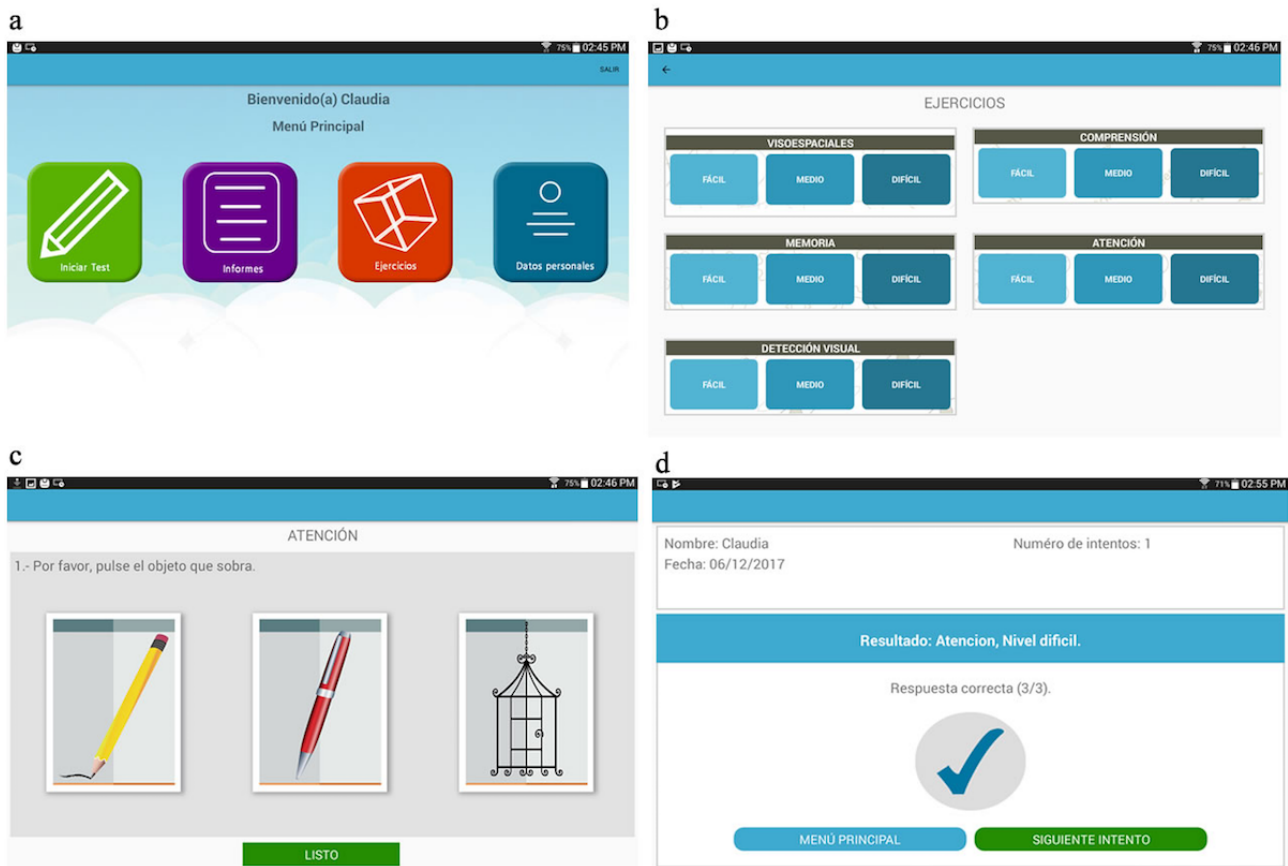 a
75% 02:45 PM
SALIR
Bienvenido(a) Claudia
Menú Principal
Iniciar Test
Informes
Ejercicios
Datos personales
b
75% 02:46 PM
EJERCICIOS
VISOESPACIALES
FÁCIL MEDIO DIFÍCIL
COMPRENSIÓN
FÁCIL MEDIO DIFÍCIL
MEMORIA
FÁCIL MEDIO DIFÍCIL
ATENCIÓN
FÁCIL MEDIO DIFÍCIL
DETECCIÓN VISUAL
FÁCIL MEDIO DIFÍCIL
c
75% 02:46 PM
ATENCIÓN
1.- Por favor, pulse el objeto que sobra.
LISTO
d
71% 02:55 PM
Nombre: Claudia Numéro de intentos: 1
Fecha: 06/12/2017
Resultado: Atencion, Nivel dificil.
Respuesta correcta (3/3).
MENÚ PRINCIPAL
SIGUIENTE INTENTO